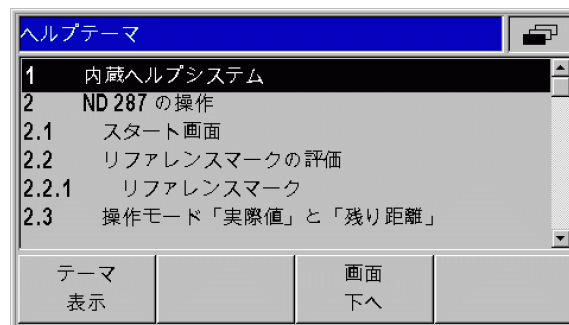 ヘルプテーマ
1 内蔵ヘルプシステム
2 ND 287 の操作
2.1 スタート画面
2.2 リファレンスマークの評価
2.2.1 リファレンスマーク
2.3 操作モード「実際値」と「残り距離」
テーマ
表示
画面
下へ